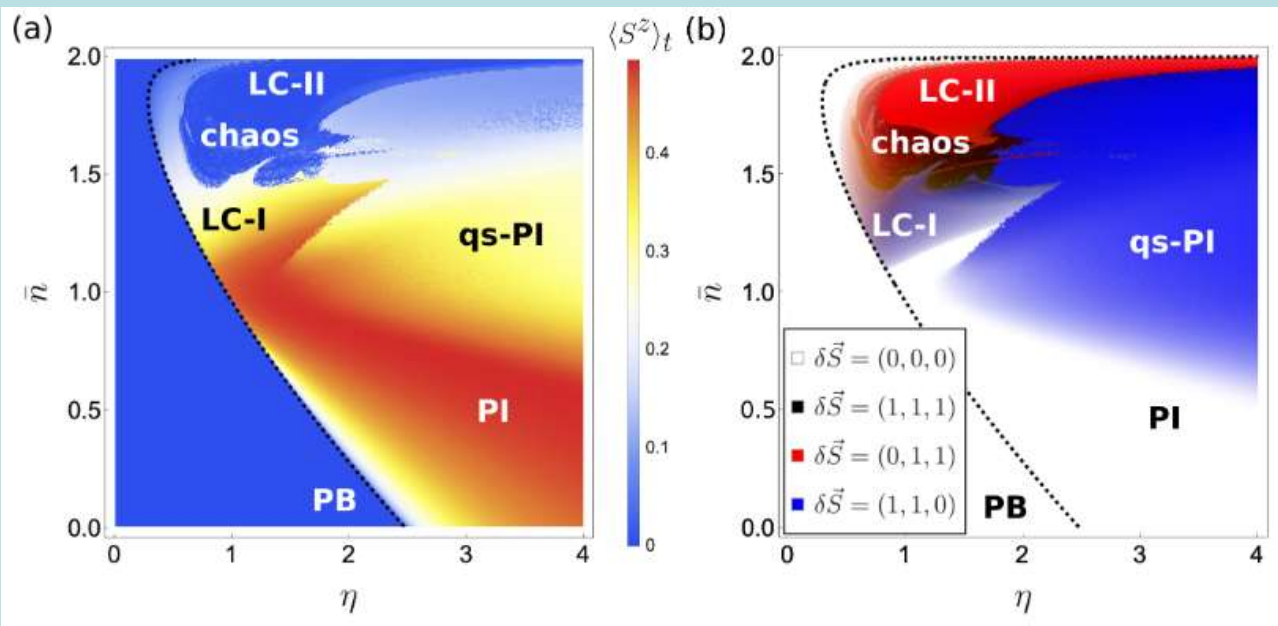 (a)
⟨S^z⟩_t
(b)
2.0
1.5
1.0
0.5
0.0
n̄
LC-II
chaos
LC-I
qs-PI
PI
PB
0 1 2 3 4
η
0.4
0.3
0.2
0.1
0
2.0
1.5
1.0
0.5
0.0
n̄
LC-II
chaos
LC-I
qs-PI
PI
PB
δS⃗ = (0, 0, 0)
δS⃗ = (1, 1, 1)
δS⃗ = (0, 1, 1)
δS⃗ = (1, 1, 0)
0 1 2 3 4
η